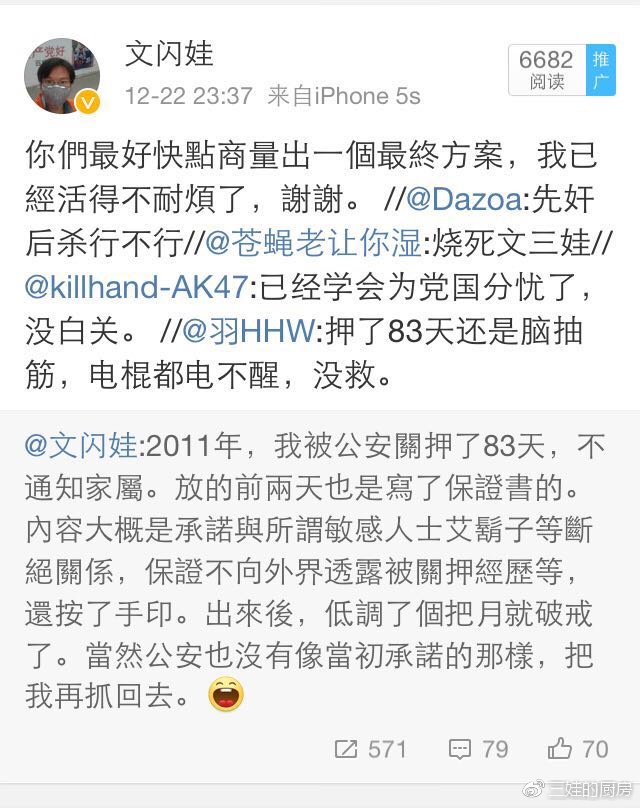 产党好
文闪娃
6682
阅读
推广
12-22 23:37 来自iPhone 5s
你們最好快點商量出一個最終方案，我已
經活得不耐煩了，謝謝。 //@Dazoa:先奸
后杀行不行//@苍蝇老让你湿:烧死文三娃//
@killhand-AK47:已经学会为党国分忧了，
没白关。 //@羽HHW:押了83天还是脑抽
筋，电棍都电不醒，没救。
@文闪娃:2011年，我被公安關押了83天，不
通知家屬。放的前兩天也是寫了保證書的。
內容大概是承諾與所謂敏感人士艾鬍子等斷
絕關係，保證不向外界透露被關押經歷等，
還按了手印。出來後，低調了個把月就破戒
了。當然公安也沒有像當初承諾的那樣，把
我再抓回去。
571 79 70
三娃的厨房